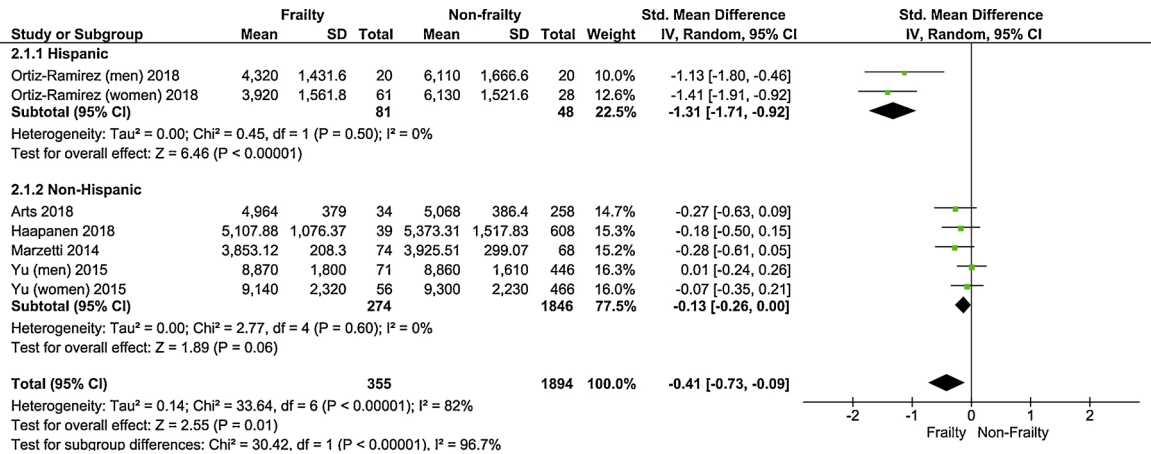 Frailty Non-frailty Std. Mean Difference Std. Mean Difference
Study or Subgroup Mean SD Total Mean SD Total Weight IV, Random, 95% CI IV, Random, 95% CI
2.1.1 Hispanic
Ortiz-Ramirez (men) 2018 4,320 1,431.6 20 6,110 1,666.6 20 10.0% -1.13 [-1.80, -0.46]
Ortiz-Ramirez (women) 2018 3,920 1,561.8 61 6,130 1,521.6 28 12.6% -1.41 [-1.91, -0.92]
Subtotal (95% CI) 81 48 22.5% -1.31 [-1.71, -0.92]
Heterogeneity: Tau² = 0.00; Chi² = 0.45, df = 1 (P = 0.50); I² = 0%
Test for overall effect: Z = 6.46 (P < 0.00001)
2.1.2 Non-Hispanic
Arts 2018 4,964 379 34 5,068 386.4 258 14.7% -0.27 [-0.63, 0.09]
Haapanen 2018 5,107.88 1,076.37 39 5,373.31 1,517.83 608 15.3% -0.18 [-0.50, 0.15]
Marzetti 2014 3,853.12 208.3 74 3,925.51 299.07 68 15.2% -0.28 [-0.61, 0.05]
Yu (men) 2015 8,870 1,800 71 8,860 1,610 446 16.3% 0.01 [-0.24, 0.26]
Yu (women) 2015 9,140 2,320 56 9,300 2,230 466 16.0% -0.07 [-0.35, 0.21]
Subtotal (95% CI) 274 1846 77.5% -0.13 [-0.26, 0.00]
Heterogeneity: Tau² = 0.00; Chi² = 2.77, df = 4 (P = 0.60); I² = 0%
Test for overall effect: Z = 1.89 (P = 0.06)
Total (95% CI) 355 1894 100.0% -0.41 [-0.73, -0.09]
Heterogeneity: Tau² = 0.14; Chi² = 33.64, df = 6 (P < 0.00001); I² = 82%
Test for overall effect: Z = 2.55 (P = 0.01)
Test for subgroup differences: Chi² = 30.42, df = 1 (P < 0.00001), I² = 96.7%
-2 -1 0 1 2
Frailty Non-Frailty